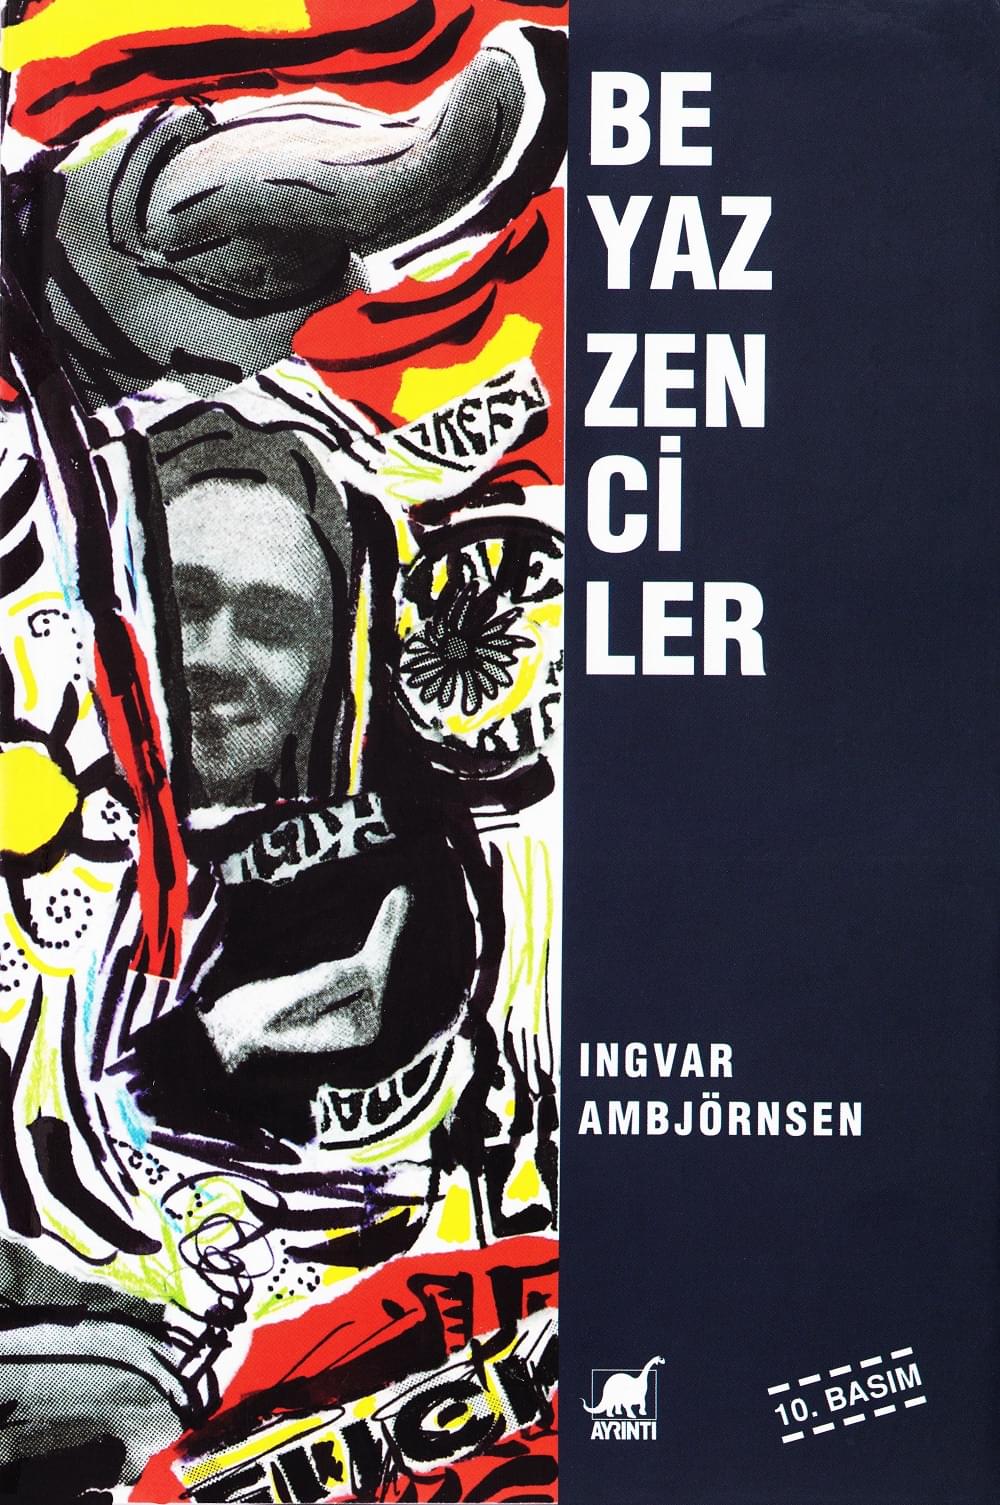 BE
YAZ
ZEN
Cİ
LER
INGVAR
AMBJÖRNSEN
AYRINTI
10. BASIM